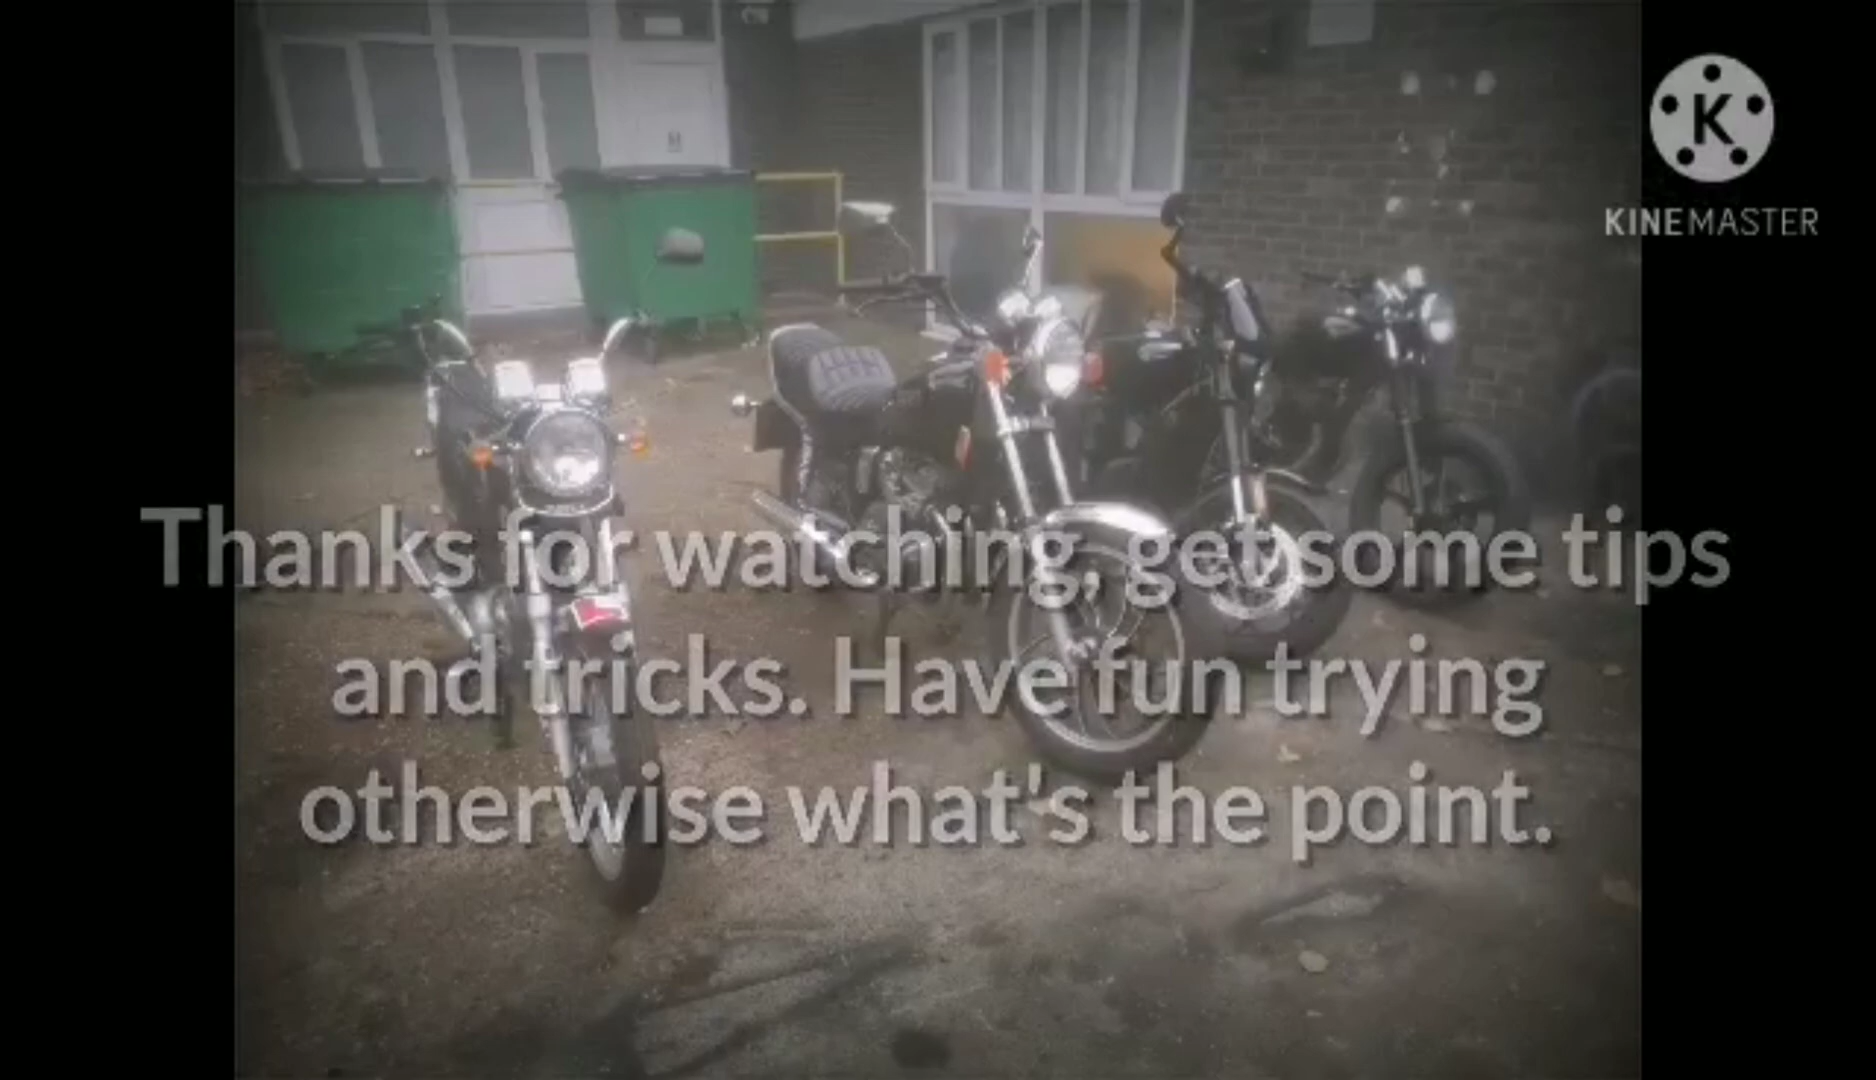 K
KINEMASTER
Thanks for watching, get some tips
and tricks. Have fun trying
otherwise what's the point.